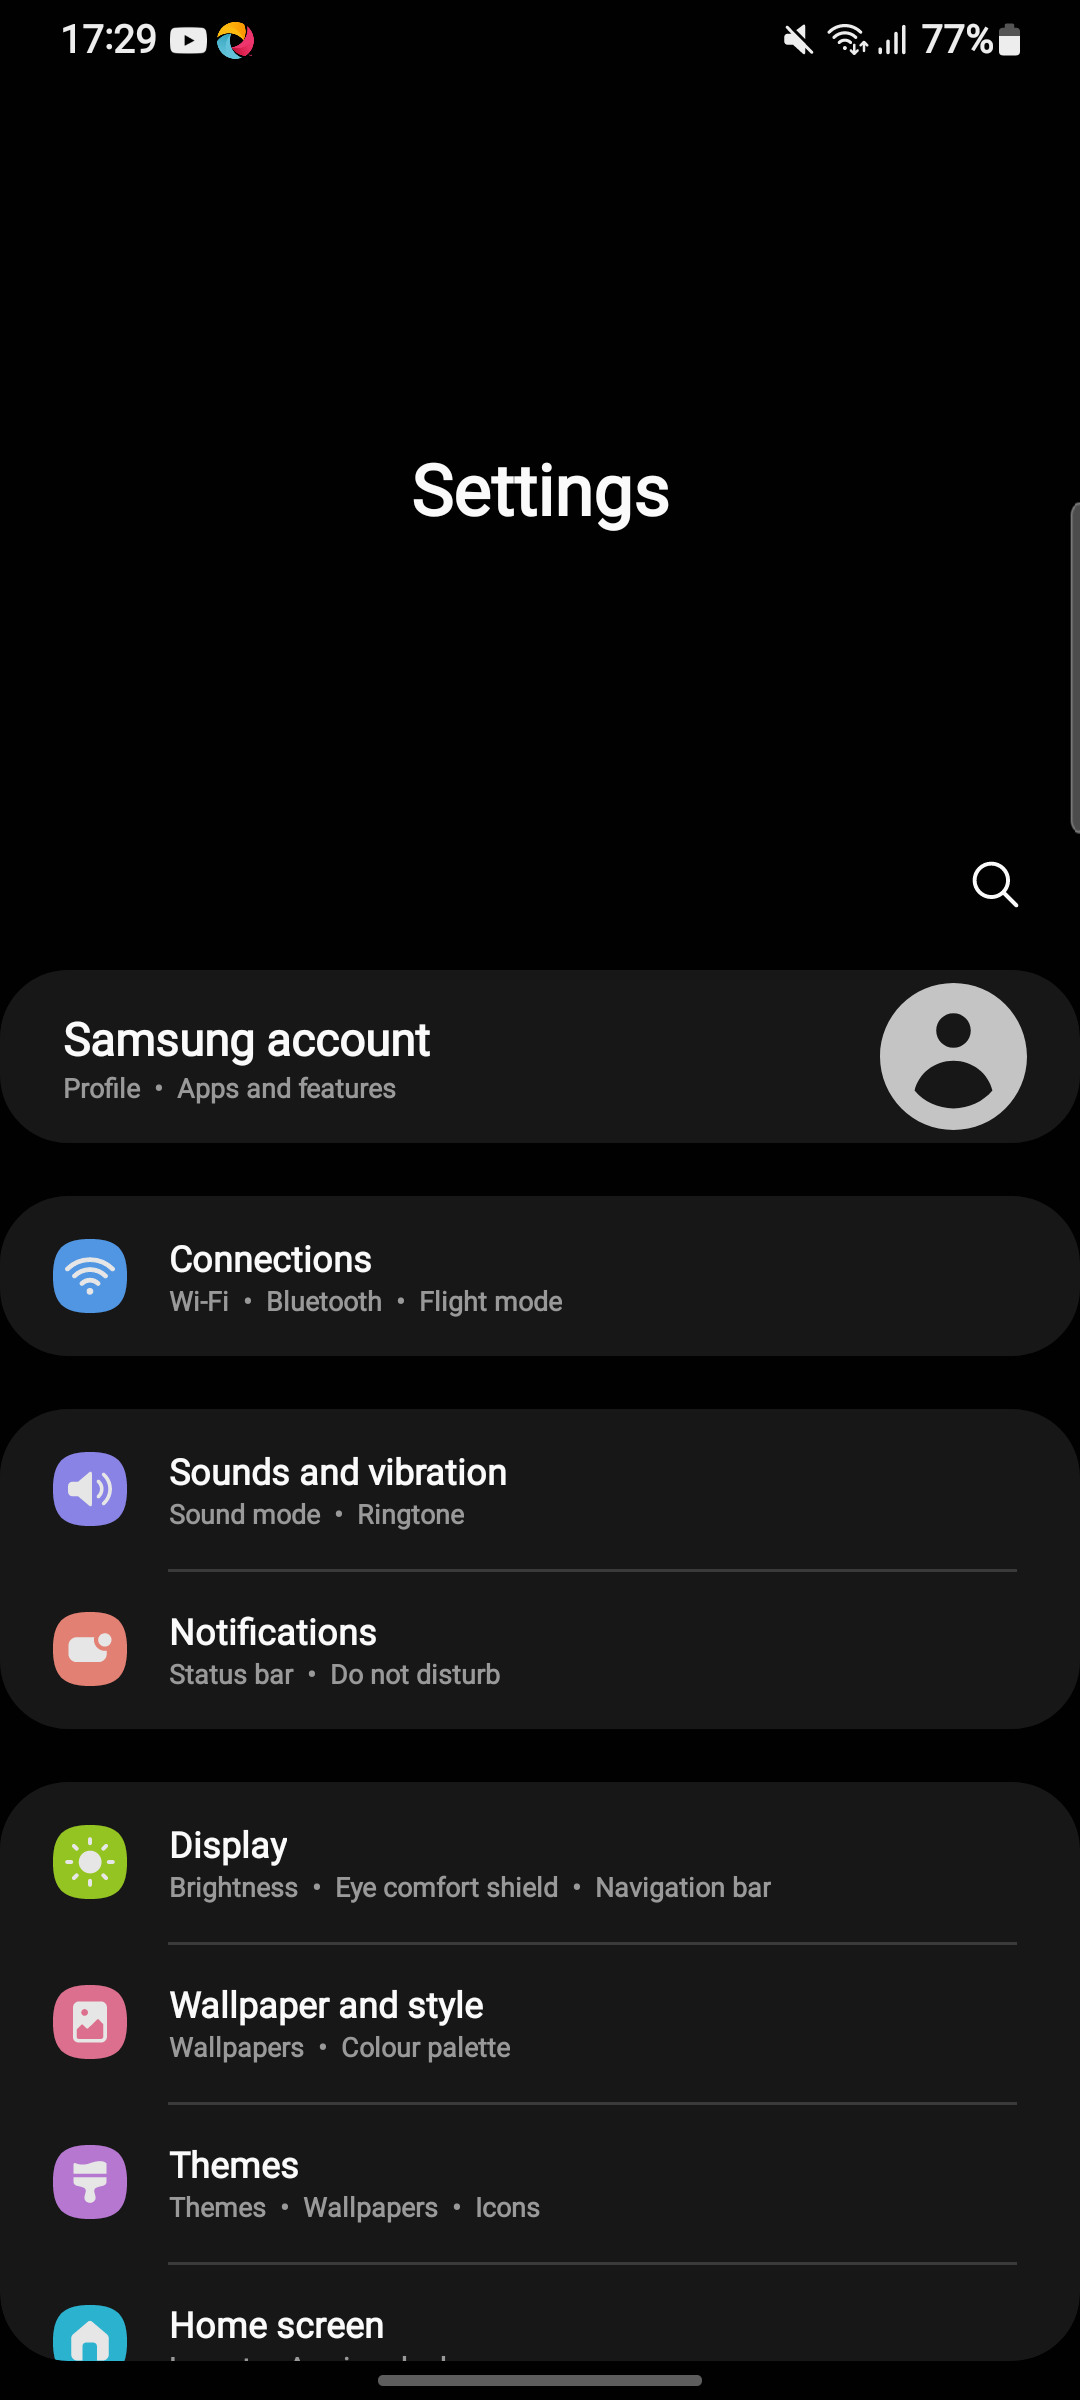 17:29
77%
Settings
Samsung account
Profile • Apps and features
Connections
Wi-Fi • Bluetooth • Flight mode
Sounds and vibration
Sound mode • Ringtone
Notifications
Status bar • Do not disturb
Display
Brightness • Eye comfort shield • Navigation bar
Wallpaper and style
Wallpapers • Colour palette
Themes
Themes • Wallpapers • Icons
Home screen